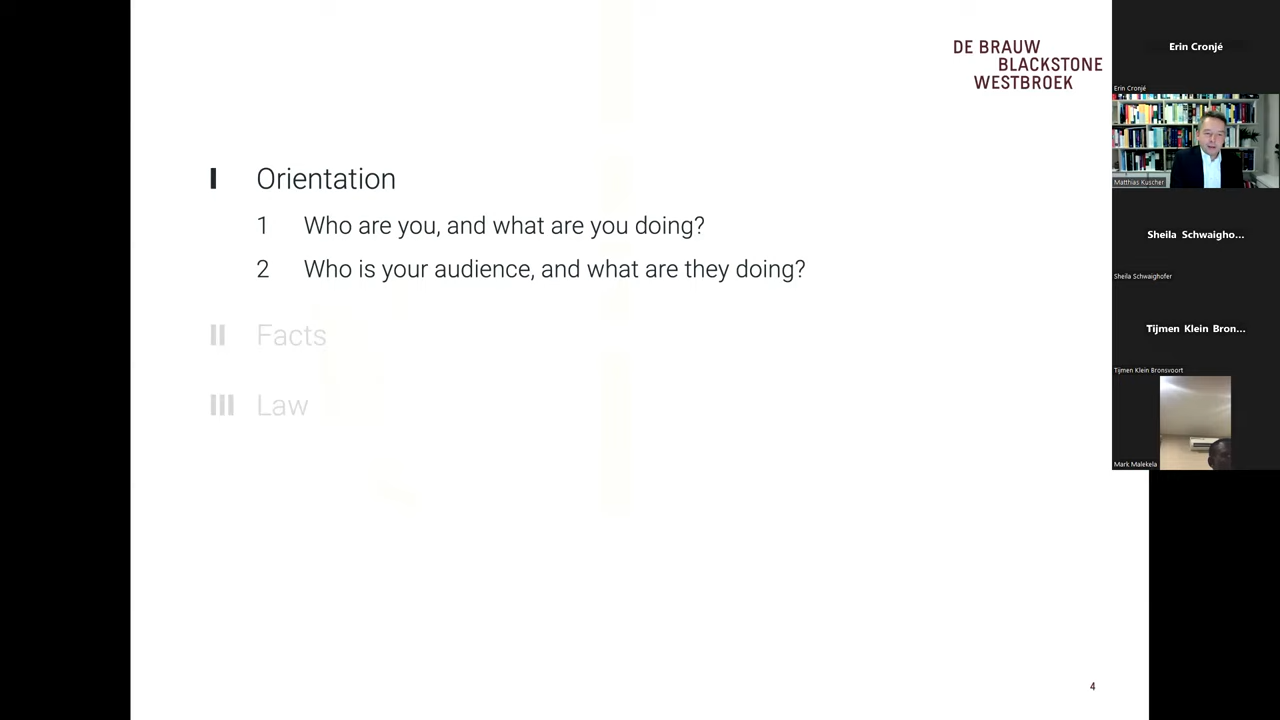 DE BRAUW
BLACKSTONE
WESTBROEK
I Orientation
1 Who are you, and what are you doing?
2 Who is your audience, and what are they doing?
II Facts
III Law
4
Erin Cronjé
Erin Cronjé
Matthias Kuscher
Sheila Schwaigho...
Sheila Schwaighofer
Tijmen Klein Bron...
Tijmen Klein Bronsvoort
Mark Malekela